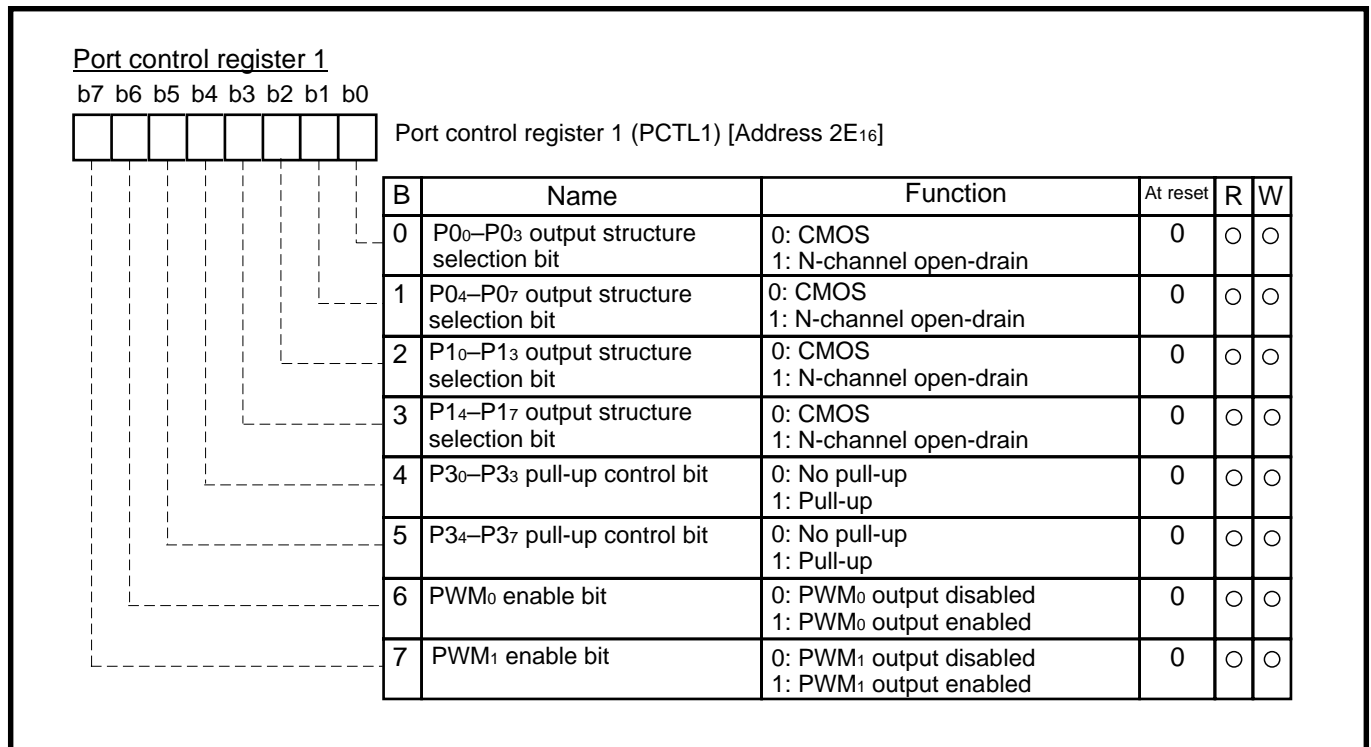 Port control register 1
b7 b6 b5 b4 b3 b2 b1 b0
Port control register 1 (PCTL1) [Address 2E16]
B Name Function At reset R W
0 P00–P03 output structure selection bit 0: CMOS 0 ○ ○
1: N-channel open-drain
1 P04–P07 output structure selection bit 0: CMOS 0 ○ ○
1: N-channel open-drain
2 P10–P13 output structure selection bit 0: CMOS 0 ○ ○
1: N-channel open-drain
3 P14–P17 output structure selection bit 0: CMOS 0 ○ ○
1: N-channel open-drain
4 P30–P33 pull-up control bit 0: No pull-up 0 ○ ○
1: Pull-up
5 P34–P37 pull-up control bit 0: No pull-up 0 ○ ○
1: Pull-up
6 PWM0 enable bit 0: PWM0 output disabled 0 ○ ○
1: PWM0 output enabled
7 PWM1 enable bit 0: PWM1 output disabled 0 ○ ○
1: PWM1 output enabled